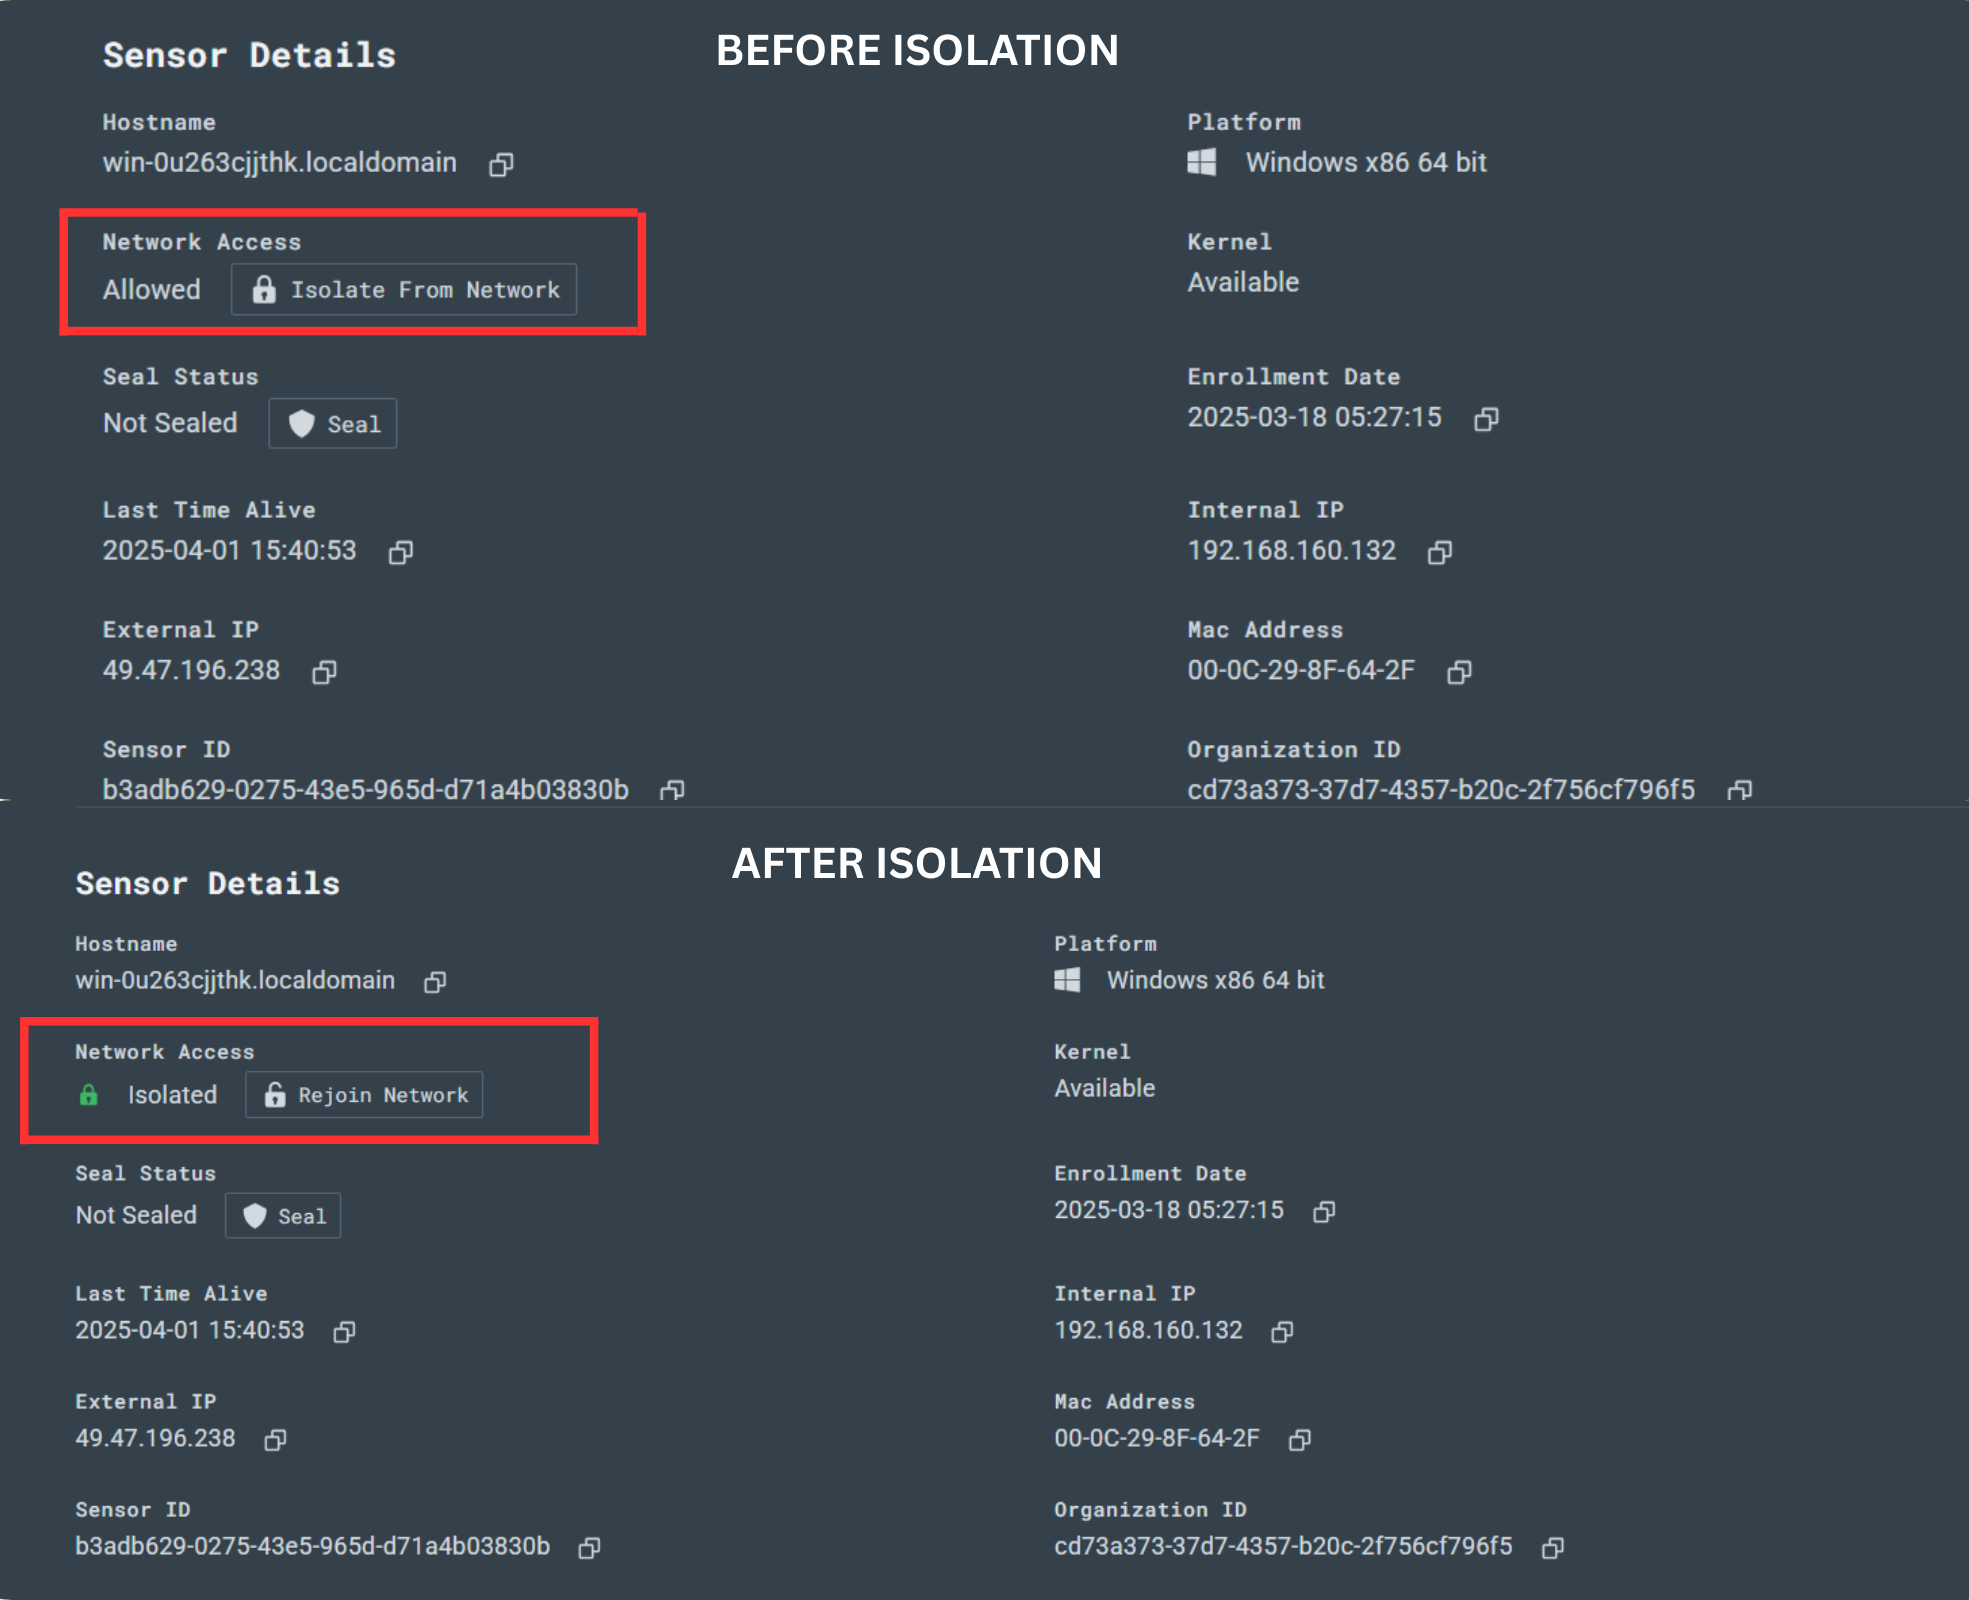 Sensor Details
BEFORE ISOLATION
Hostname
win-0u263cjjthk.localdomain
Platform
Windows x86 64 bit
Network Access
Allowed Isolate From Network
Kernel
Available
Seal Status
Not Sealed Seal
Enrollment Date
2025-03-18 05:27:15
Last Time Alive
2025-04-01 15:40:53
Internal IP
192.168.160.132
External IP
49.47.196.238
Mac Address
00-0C-29-8F-64-2F
Sensor ID
b3adb629-0275-43e5-965d-d71a4b03830b
Organization ID
cd73a373-37d7-4357-b20c-2f756cf796f5
AFTER ISOLATION
Sensor Details
Hostname
win-0u263cjjthk.localdomain
Platform
Windows x86 64 bit
Network Access
Isolated Rejoin Network
Kernel
Available
Seal Status
Not Sealed Seal
Enrollment Date
2025-03-18 05:27:15
Last Time Alive
2025-04-01 15:40:53
Internal IP
192.168.160.132
External IP
49.47.196.238
Mac Address
00-0C-29-8F-64-2F
Sensor ID
b3adb629-0275-43e5-965d-d71a4b03830b
Organization ID
cd73a373-37d7-4357-b20c-2f756cf796f5